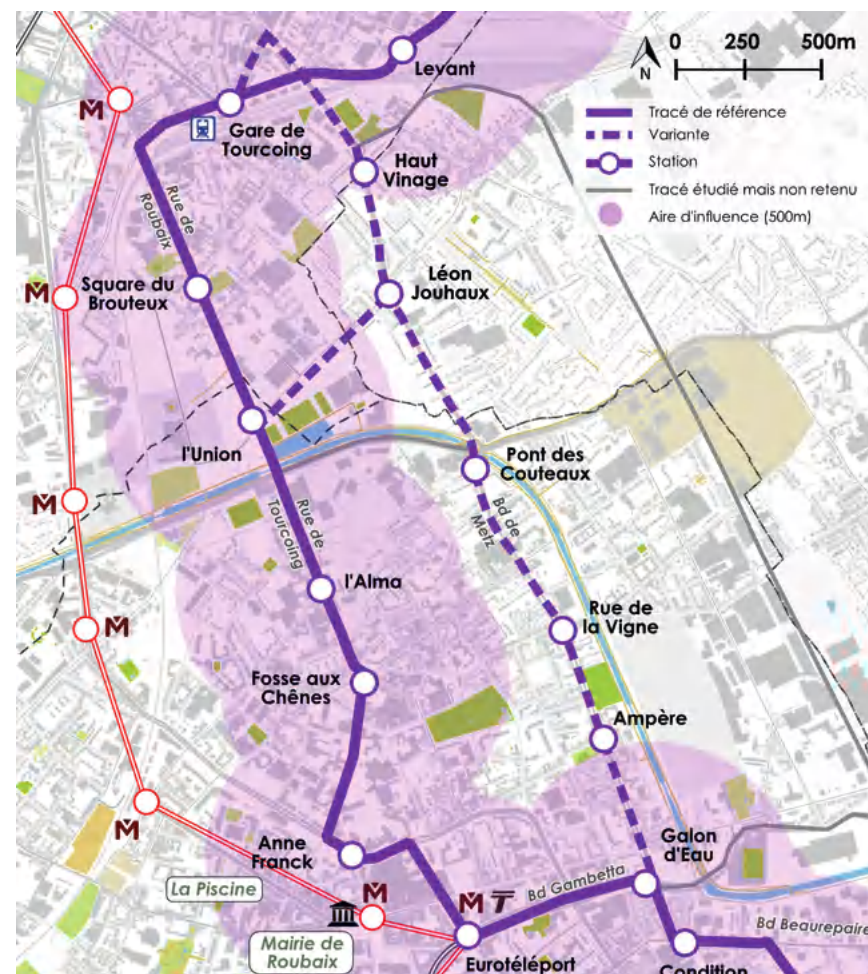 0 250 500m
N
Tracé de référence
Variante
Station
Tracé étudié mais non retenu
Aire d'influence (500m)
Levant
M
Gare de
Tourcoing
Haut
Vinage
Rue de
Roubaix
Léon
Jouhaux
M
Square du
Brouteux
l'Union
Pont des
Couteaux
M
Rue de
Tourcoing
Bd de
Metz
l'Alma
Rue de
la Vigne
M
Fosse aux
Chênes
Ampère
M
Anne
Franck
Galon
d'Eau
La Piscine
Bd Gambetta
M
M T
Mairie de
Roubaix
Bd Beaurepaire
Eurotéléport
Condition